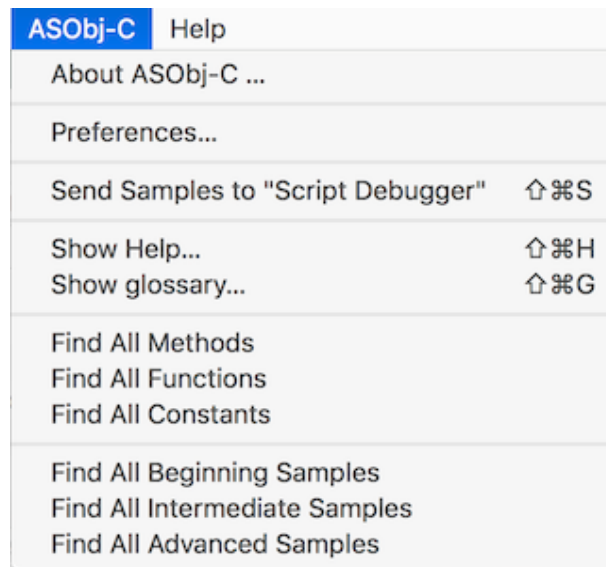 ASObj-C Help
About ASObj-C ...
Preferences...
Send Samples to "Script Debugger" ⇧⌘S
Show Help... ⇧⌘H
Show glossary... ⇧⌘G
Find All Methods
Find All Functions
Find All Constants
Find All Beginning Samples
Find All Intermediate Samples
Find All Advanced Samples